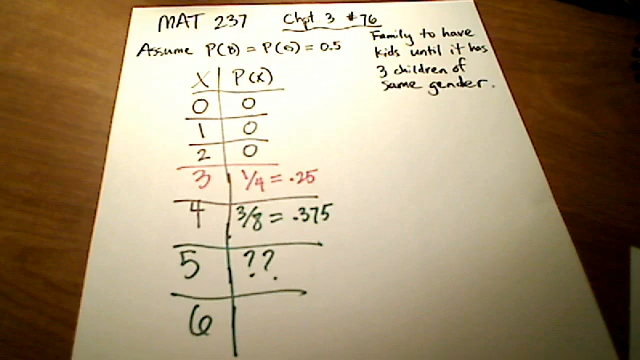 MAT 237 Chpt 3 #76
Assume P(B) = P(G) = 0.5
Family to have
kids until it has
3 children of
same gender.
X P(x)
0 0
1 0
2 0
3 1/4 = .25
4 3/8 = .375
5 ??
6